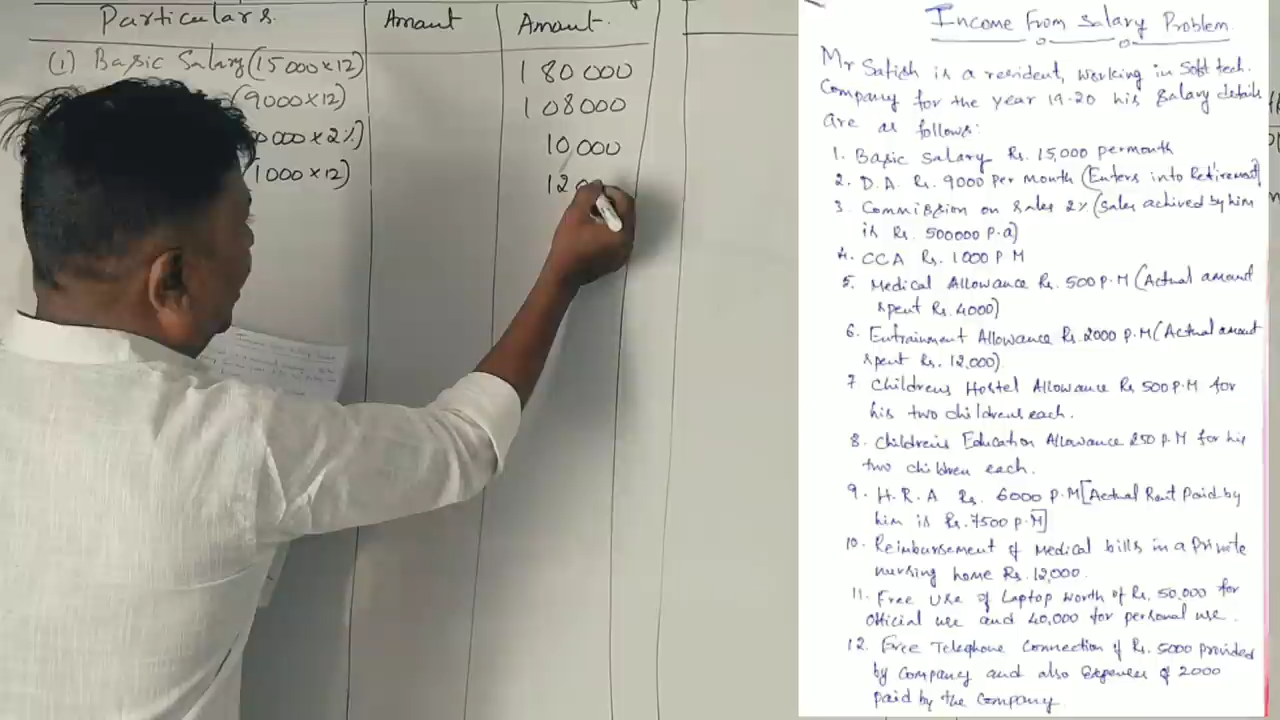 Particulars.
Amount
Amount.
(1) Basic Salary (15000×12)
180000
(9000×12)
108000
0000×2%)
10000
(1000×12)
120
Income From Salary Problem.
Mr Satish is a resident, working in Soft tech.
Company for the year 19-20 his Salary details
are as follows:
1. Basic Salary Rs. 15,000 per month
2. D.A. Rs. 9000 per month (Enters into Retirement)
3. Commission on sales 2% (Sales achived by him
is Rs. 500000 P.a)
4. CCA Rs. 1000 P M
5. Medical Allowance Rs. 500 P.M (Actual amount
spent Rs. 4000)
6. Entrainment Allowance Rs. 2000 P.M (Actual amount
spent Rs. 12,000)
7 Childrens Hostel Allowance Rs 500 P.M for
his two childrens each.
8. Children's Education Allowance 250 P.M for his
two children each.
9. H.R.A Rs. 6000 P.M [Actual Rent Paid by
him is Rs. 7500 P.M]
10. Reimbursement of Medical bills in a Private
nursing home Rs. 12,000.
11. Free Use of Laptop worth of Rs. 50,000 for
Official use and 40,000 for personal use.
12. Free Telephone Connection of Rs. 5000 Provided
by Company and also Expenses of 2000
paid by the Company.